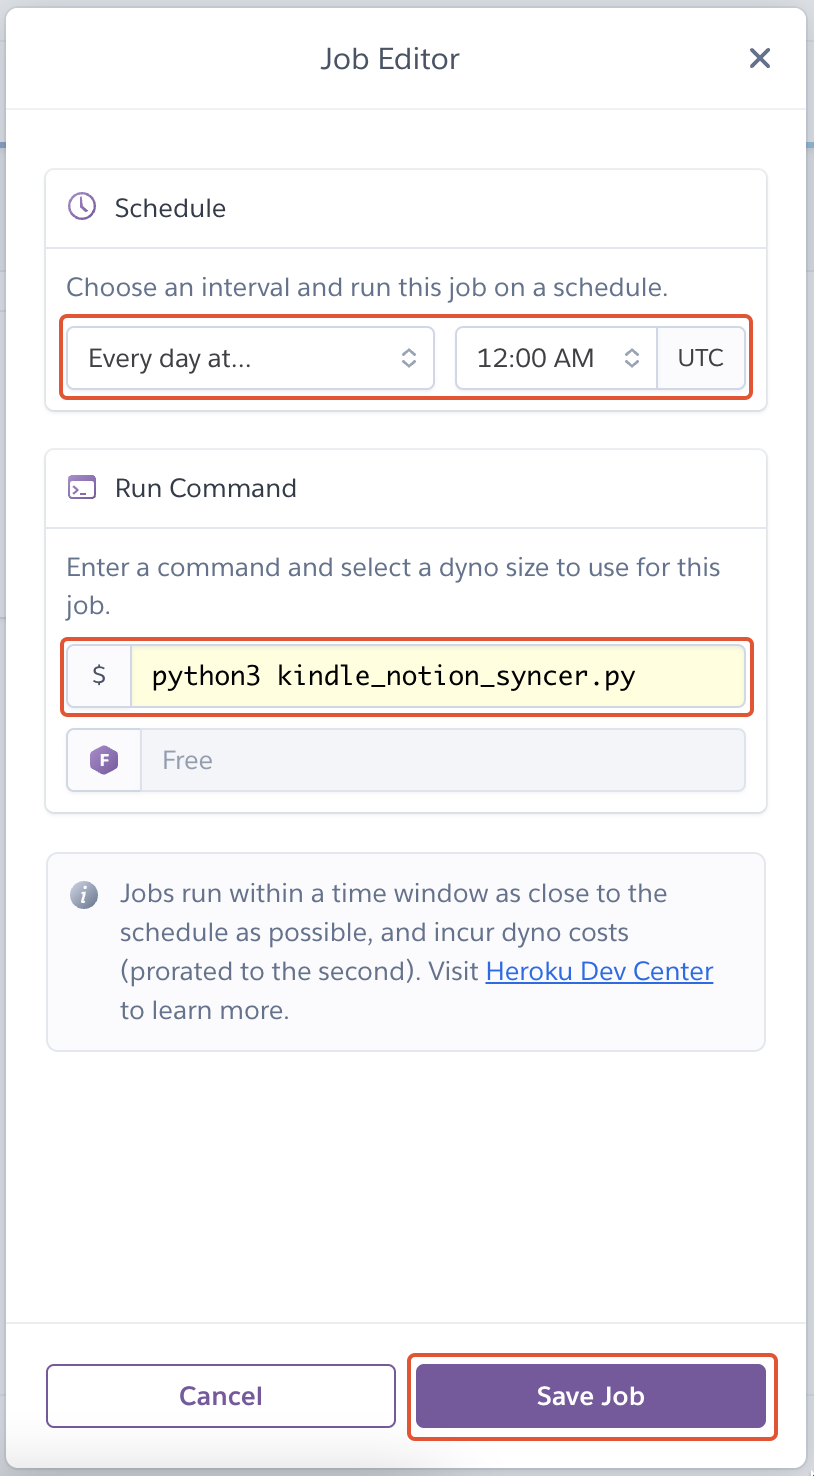 Job Editor
Schedule
Choose an interval and run this job on a schedule.
Every day at... 12:00 AM UTC
Run Command
Enter a command and select a dyno size to use for this
job.
$ python3 kindle_notion_syncer.py
F Free
i Jobs run within a time window as close to the
schedule as possible, and incur dyno costs
(prorated to the second). Visit Heroku Dev Center
to learn more.
Cancel Save Job